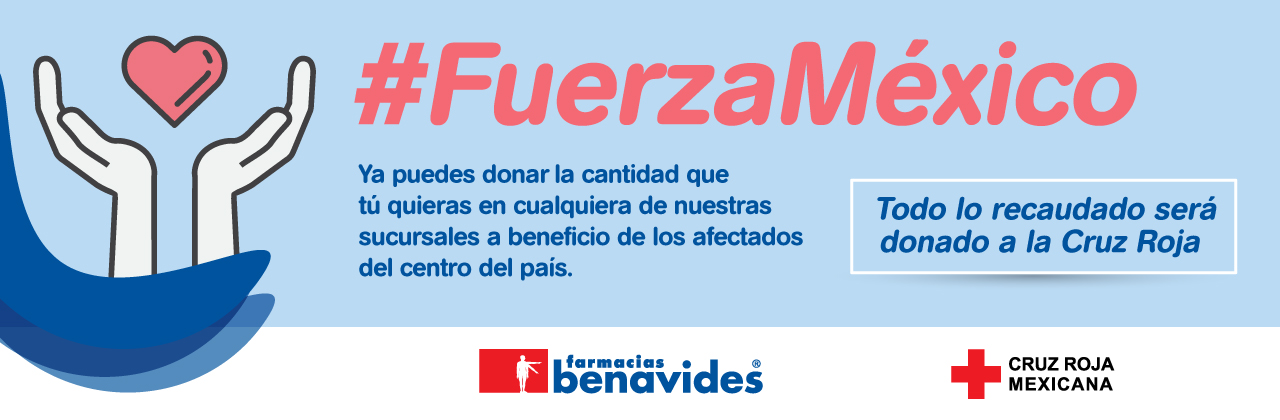 #FuerzaMéxico
Ya puedes donar la cantidad que
tú quieras en cualquiera de nuestras
sucursales a beneficio de los afectados
del centro del país.
Todo lo recaudado será
donado a la Cruz Roja
farmacias
benavides®
CRUZ ROJA
MEXICANA